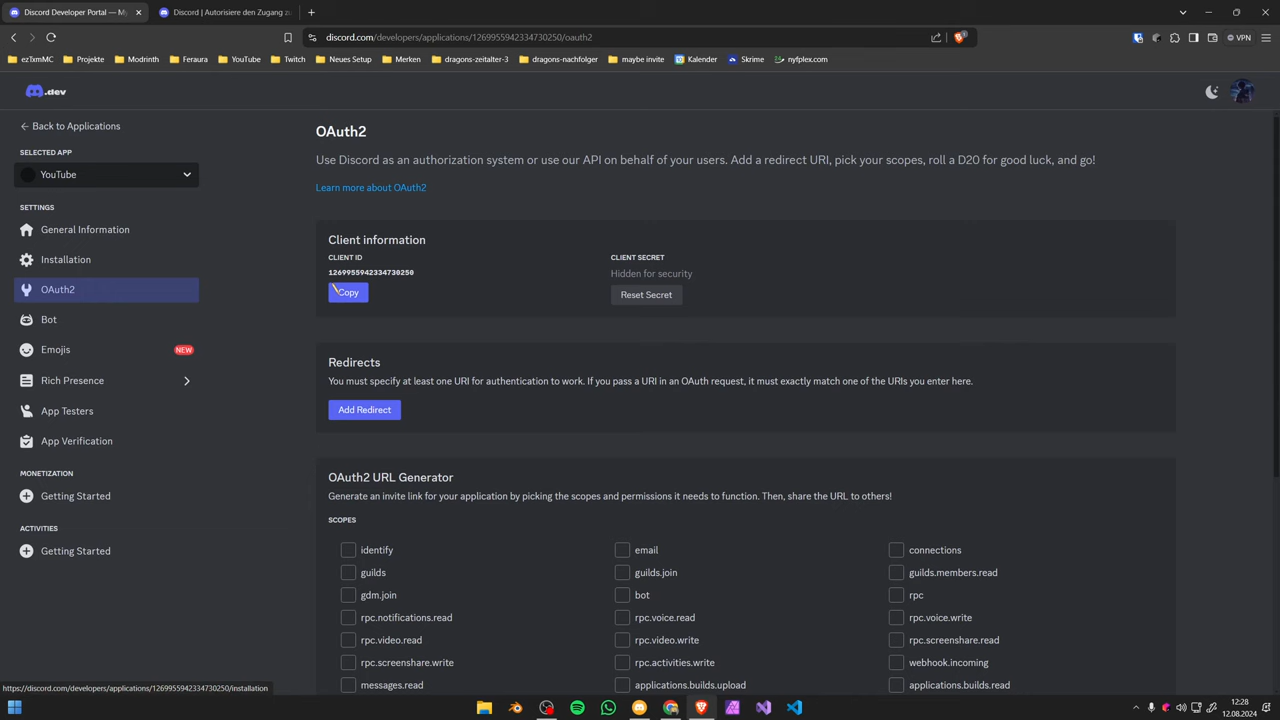 Discord Developer Portal — My
Discord | Autorisiere den Zugang zu
discord.com/developers/applications/1269955942334730250/oauth2
VPN
ezTxmMC
Projekte
Modrinth
Feraura
YouTube
Twitch
Neues Setup
Merken
dragons-zeitalter-3
dragons-nachfolger
maybe invite
Kalender
Skrime
nyfplex.com
.dev
Back to Applications
SELECTED APP
YouTube
SETTINGS
General Information
Installation
OAuth2
Bot
Emojis
NEW
Rich Presence
App Testers
App Verification
MONETIZATION
Getting Started
ACTIVITIES
Getting Started
OAuth2
Use Discord as an authorization system or use our API on behalf of your users. Add a redirect URI, pick your scopes, roll a D20 for good luck, and go!
Learn more about OAuth2
Client information
CLIENT ID
1269955942334730250
Copy
CLIENT SECRET
Hidden for security
Reset Secret
Redirects
You must specify at least one URI for authentication to work. If you pass a URI in an OAuth request, it must exactly match one of the URIs you enter here.
Add Redirect
OAuth2 URL Generator
Generate an invite link for your application by picking the scopes and permissions it needs to function. Then, share the URL to others!
SCOPES
identify
email
connections
guilds
guilds.join
guilds.members.read
gdm.join
bot
rpc
rpc.notifications.read
rpc.voice.read
rpc.voice.write
rpc.video.read
rpc.video.write
rpc.screenshare.read
rpc.screenshare.write
rpc.activities.write
webhook.incoming
messages.read
applications.builds.upload
applications.builds.read
https://discord.com/developers/applications/1269955942334730250/installation
12:28
12.08.2024